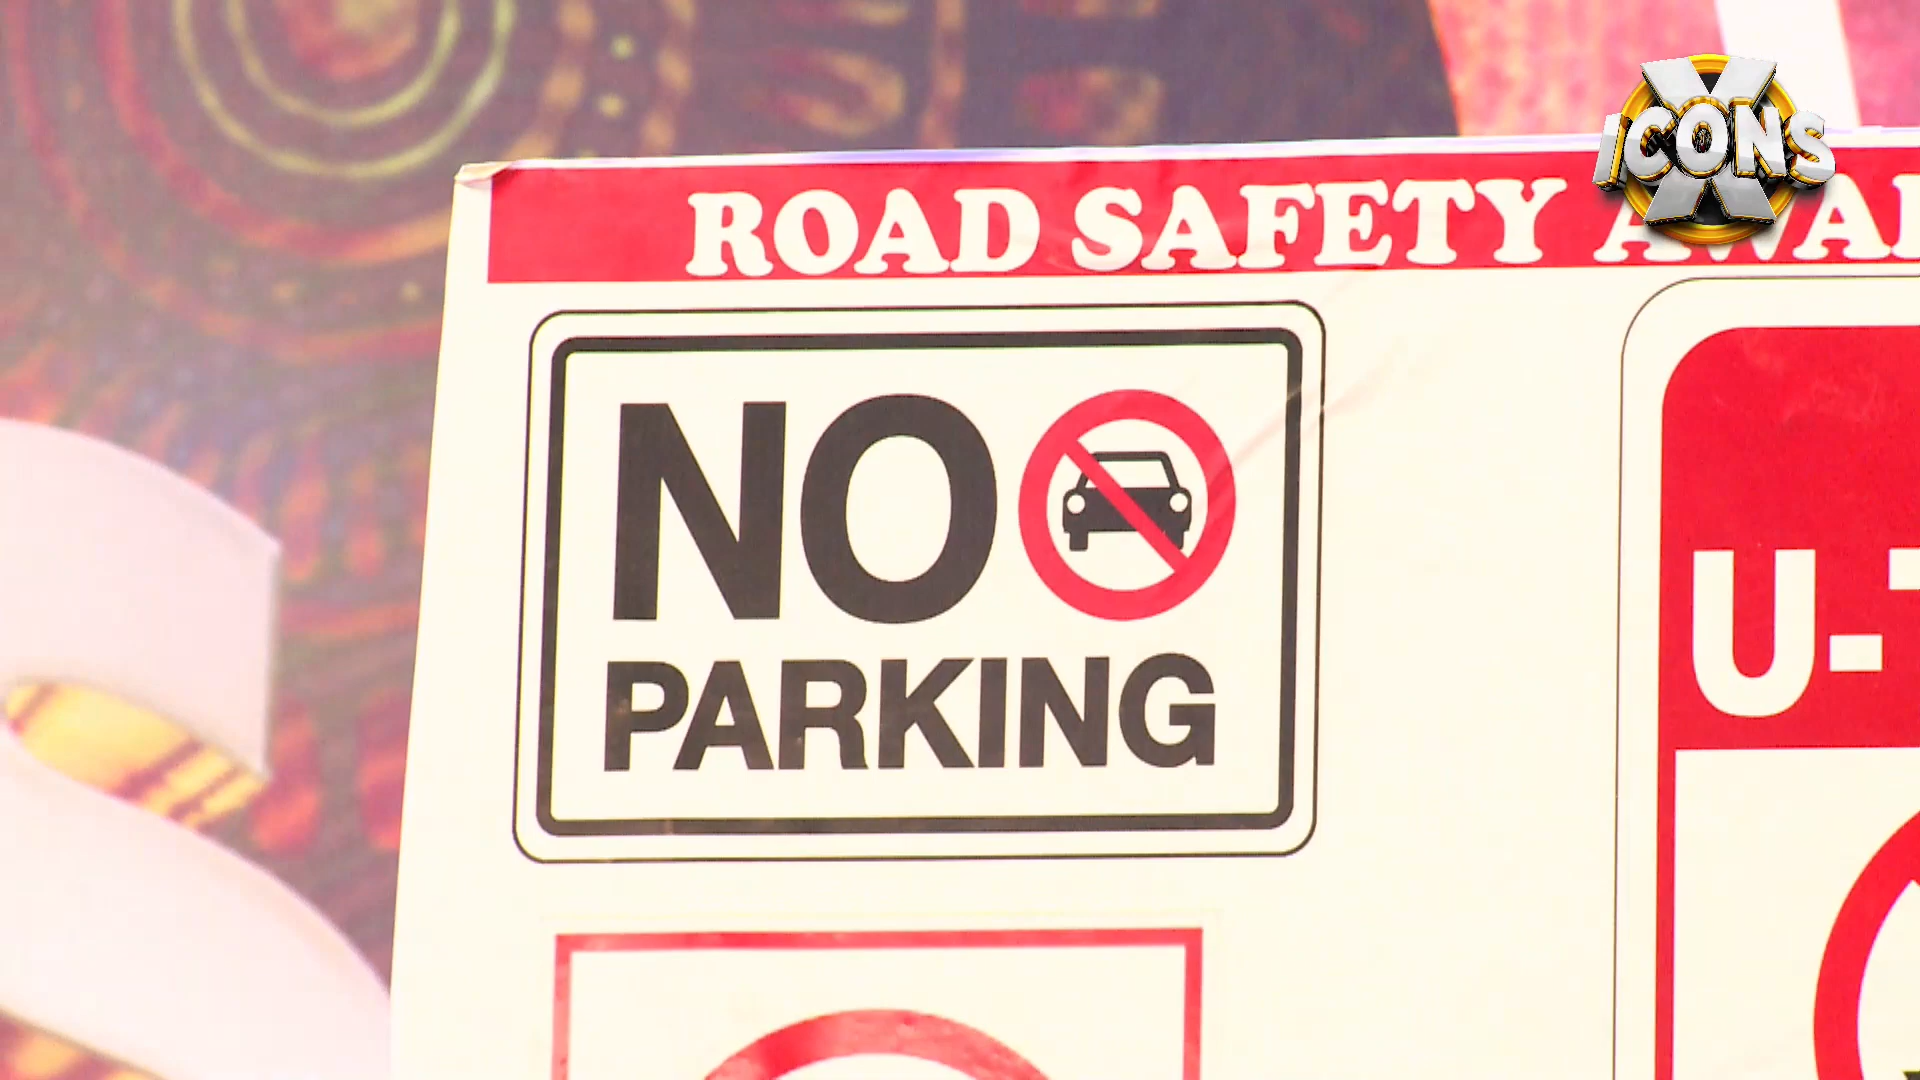 ICONS
X
ROAD SAFETY
NO
PARKING
U-